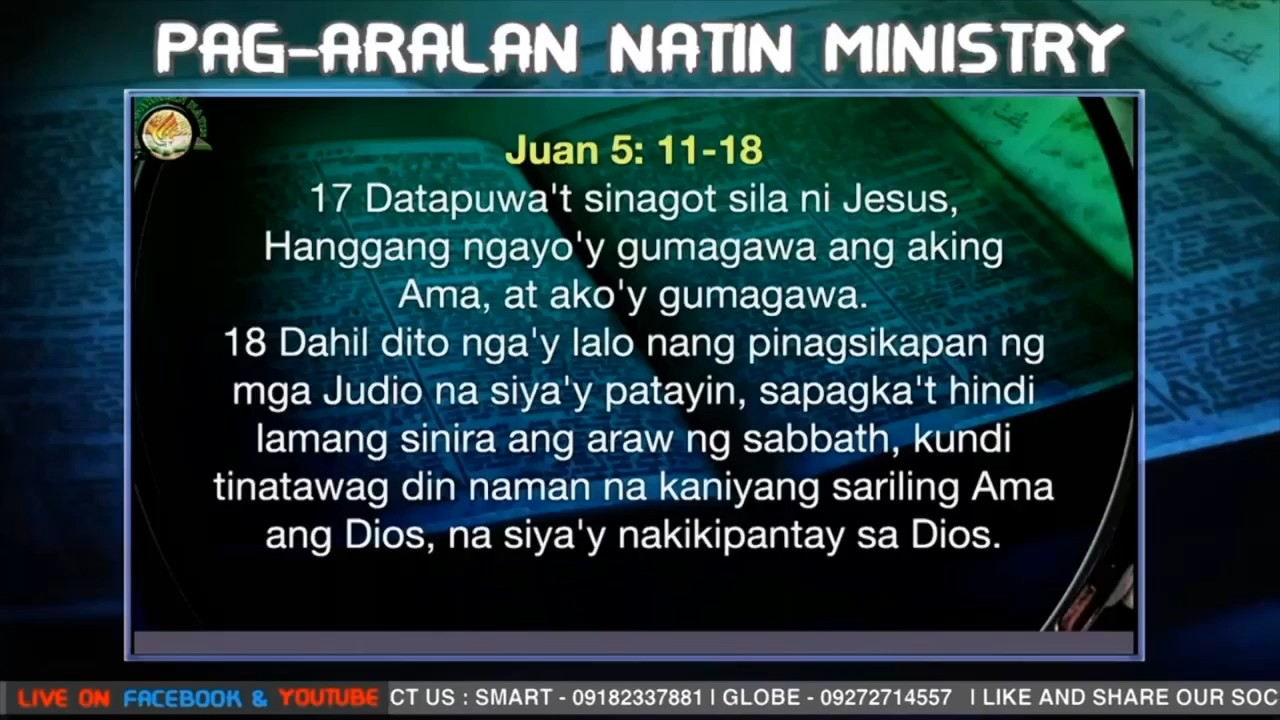 PAG-ARALAN NATIN MINISTRY
Juan 5: 11-18
17 Datapuwa't sinagot sila ni Jesus,
Hanggang ngayo'y gumagawa ang aking
Ama, at ako'y gumagawa.
18 Dahil dito nga'y lalo nang pinagsikapan ng
mga Judio na siya'y patayin, sapagka't hindi
lamang sinira ang araw ng sabbath, kundi
tinatawag din naman na kaniyang sariling Ama
ang Dios, na siya'y nakikipantay sa Dios.
LIVE ON FACEBOOK & YOUTUBE CT US : SMART - 09182337881 I GLOBE - 09272714557 I LIKE AND SHARE OUR SOC